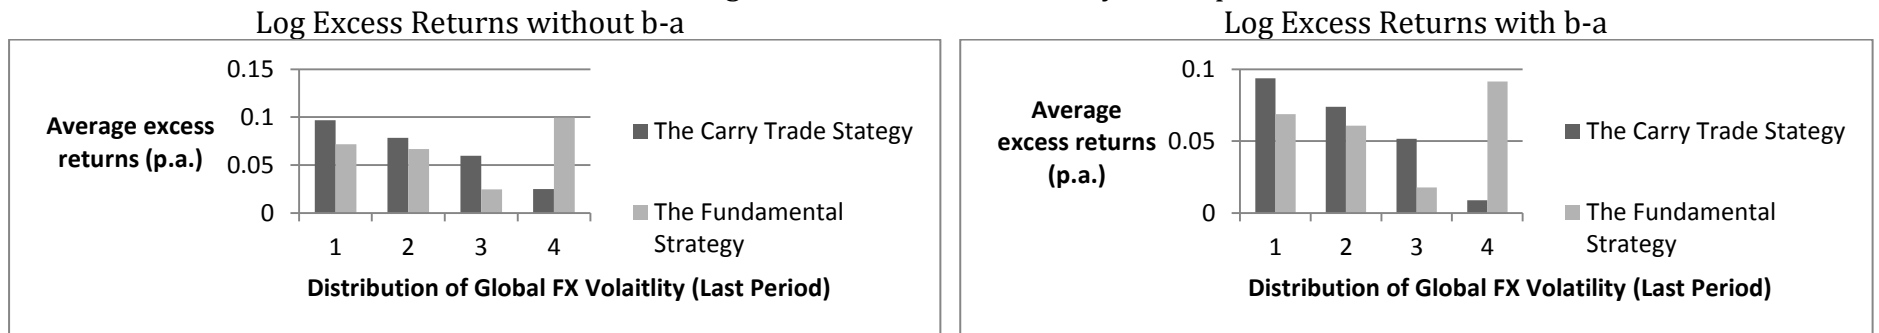 Log Excess Returns without b-a
0.15
0.1
0.05
0
Average excess
returns (p.a.)
1 2 3 4
Distribution of Global FX Volaitlity (Last Period)
The Carry Trade Stategy
The Fundamental
Strategy
Log Excess Returns with b-a
0.1
0.05
0
Average
excess returns
(p.a.)
1 2 3 4
Distribution of Global FX Volatility (Last Period)
The Carry Trade Stategy
The Fundamental
Strategy